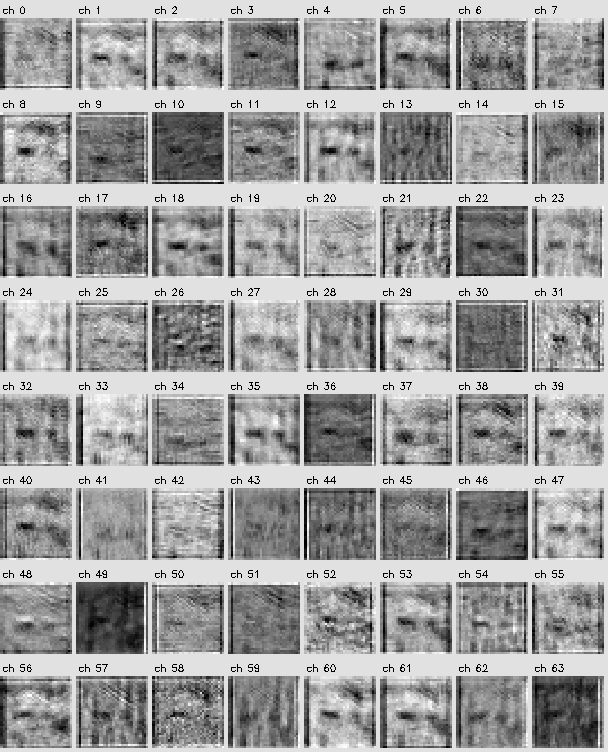 ch 0 ch 1 ch 2 ch 3 ch 4 ch 5 ch 6 ch 7
ch 8 ch 9 ch 10 ch 11 ch 12 ch 13 ch 14 ch 15
ch 16 ch 17 ch 18 ch 19 ch 20 ch 21 ch 22 ch 23
ch 24 ch 25 ch 26 ch 27 ch 28 ch 29 ch 30 ch 31
ch 32 ch 33 ch 34 ch 35 ch 36 ch 37 ch 38 ch 39
ch 40 ch 41 ch 42 ch 43 ch 44 ch 45 ch 46 ch 47
ch 48 ch 49 ch 50 ch 51 ch 52 ch 53 ch 54 ch 55
ch 56 ch 57 ch 58 ch 59 ch 60 ch 61 ch 62 ch 63